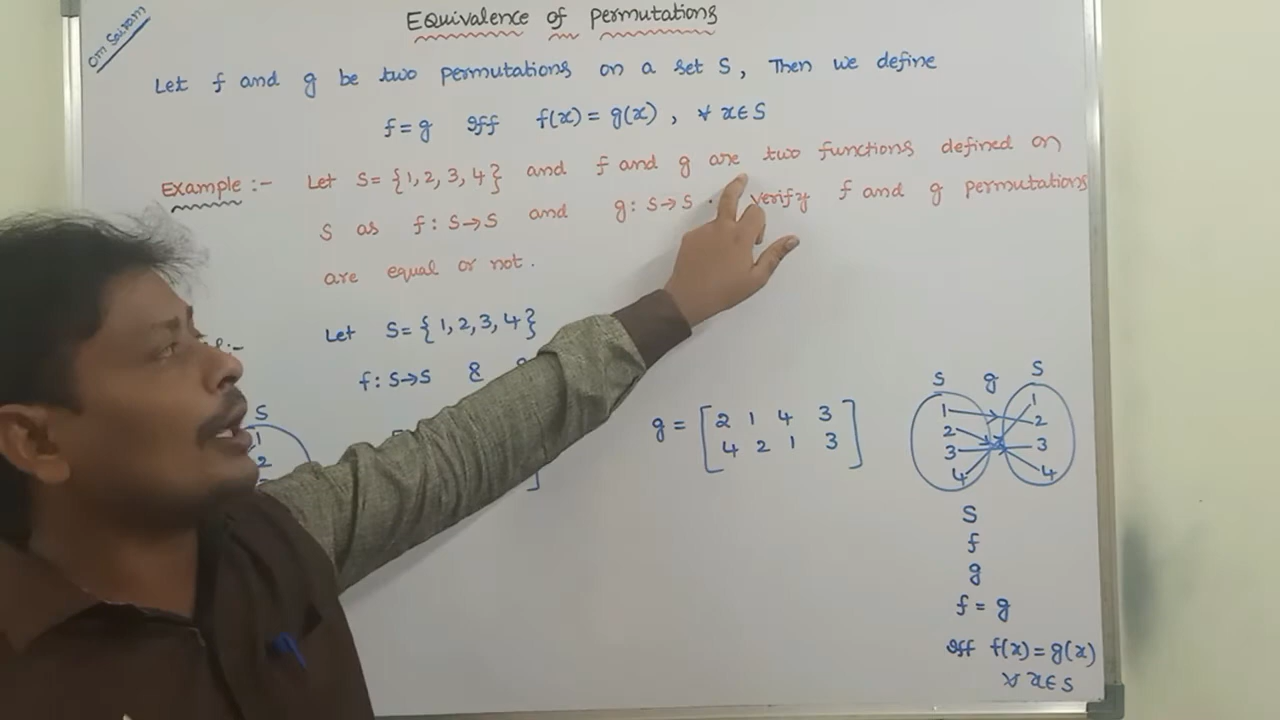 Om Sairam
Equivalence of permutations
Let f and g be two permutations on a set S, Then we define
f = g iff f(x) = g(x), ∀ x∈S
Example :- Let S = {1, 2, 3, 4} and f and g are two functions defined on
S as f : S→S and g : S→S . verify f and g permutations
are equal or not.
Let S = {1, 2, 3, 4}
f : S→S &
S
1
2
g = [2 1 4 3
4 2 1 3]
S g S
1 1
2 2
3 3
4 4
S
f
g
f = g
iff f(x) = g(x)
∀ x∈S